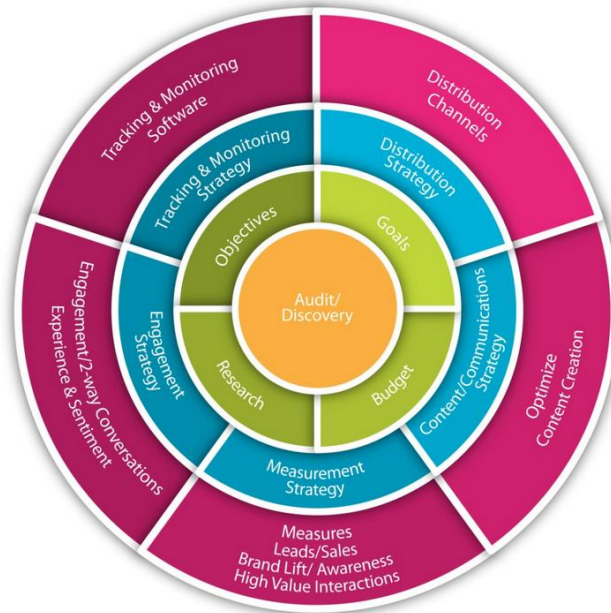 Tracking & Monitoring
Software
Distribution
Channels
Tracking & Monitoring
Strategy
Distribution
Strategy
Objectives
Goals
Audit/
Discovery
Engagement/2-way Conversations
Experience & Sentiment
Engagement
Strategy
Research
Budget
Content/Communications
Strategy
Optimize
Content Creation
Measurement
Strategy
Measures
Leads/Sales
Brand Lift/ Awareness
High Value Interactions